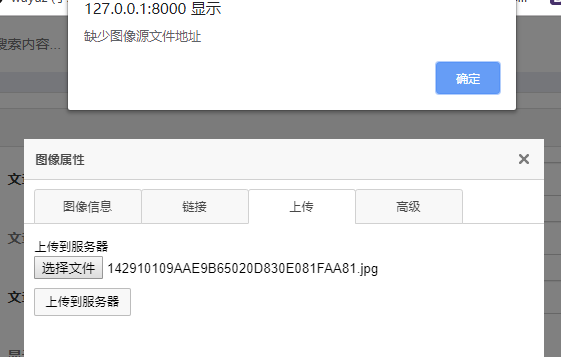 127.0.0.1:8000 显示
缺少图像源文件地址
搜索内容...
确定
图像属性
图像信息 链接 上传 高级
上传到服务器
选择文件 142910109AAE9B65020D830E081FAA81.jpg
上传到服务器